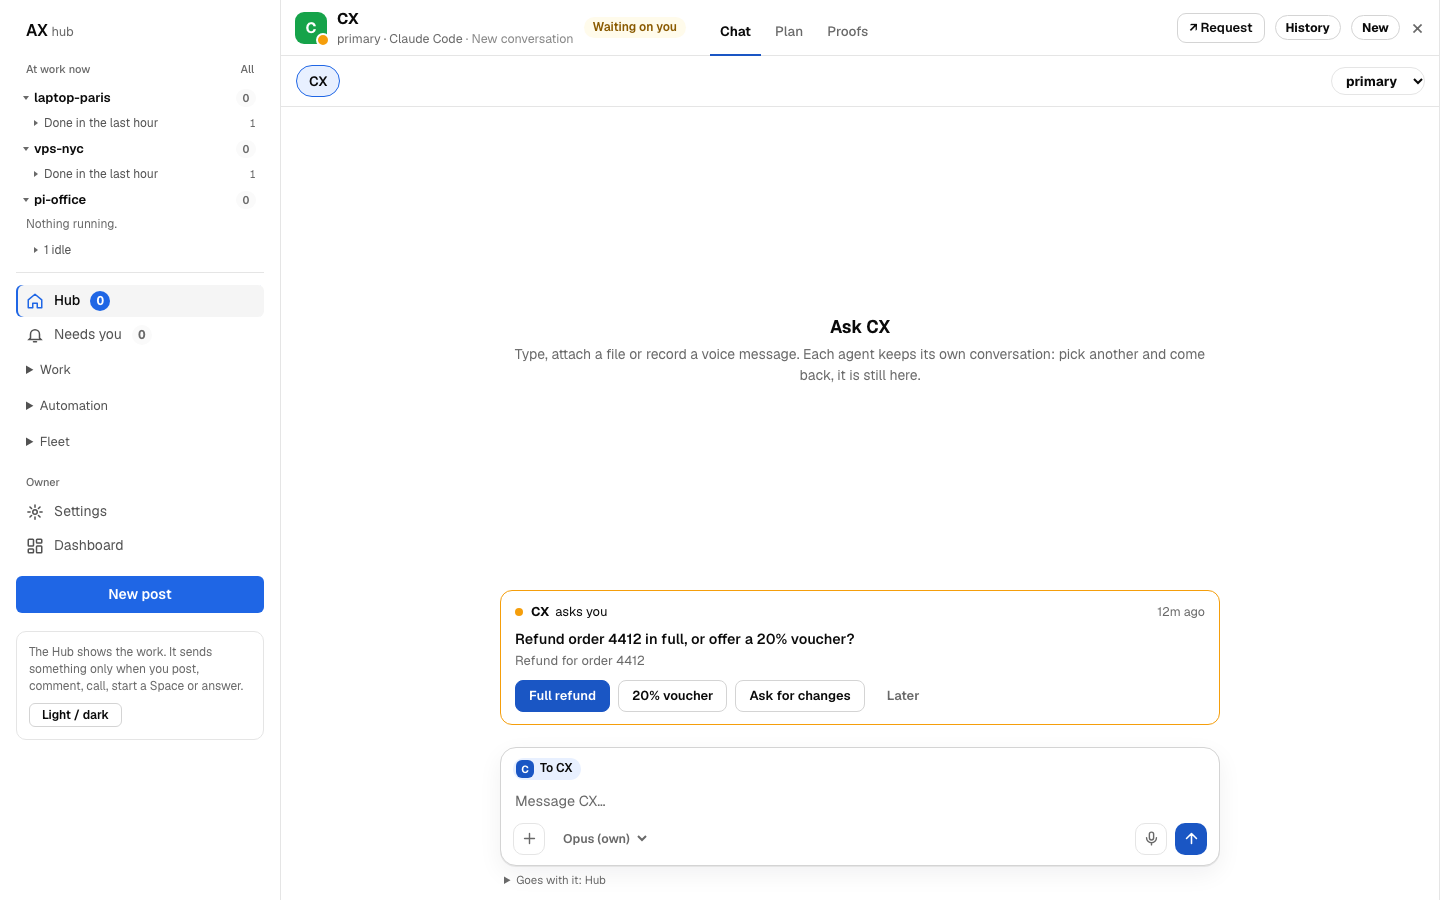 AX hub
At work now All
laptop-paris 0
Done in the last hour 1
vps-nyc 0
Done in the last hour 1
pi-office 0
Nothing running.
1 idle
Hub 0
Needs you 0
Work
Automation
Fleet
Owner
Settings
Dashboard
New post
The Hub shows the work. It sends
something only when you post,
comment, call, start a Space or answer.
Light / dark
C
CX
primary · Claude Code · New conversation
Waiting on you
Chat Plan Proofs
Request History New
CX
primary
Ask CX
Type, attach a file or record a voice message. Each agent keeps its own conversation: pick another and come
back, it is still here.
CX asks you 12m ago
Refund order 4412 in full, or offer a 20% voucher?
Refund for order 4412
Full refund 20% voucher Ask for changes Later
C To CX
Message CX...
Opus (own)
Goes with it: Hub